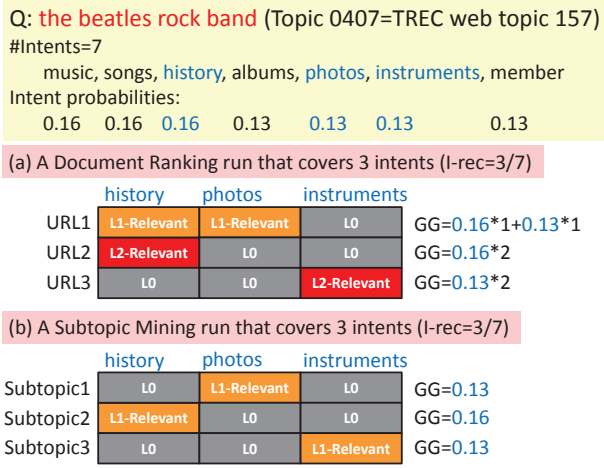 Q: the beatles rock band (Topic 0407=TREC web topic 157)
#Intents=7
music, songs, history, albums, photos, instruments, member
Intent probabilities:
0.16 0.16 0.16 0.13 0.13 0.13 0.13
(a) A Document Ranking run that covers 3 intents (I-rec=3/7)
history photos instruments
URL1 L1-Relevant L1-Relevant L0 GG=0.16*1+0.13*1
URL2 L2-Relevant L0 L0 GG=0.16*2
URL3 L0 L0 L2-Relevant GG=0.13*2
(b) A Subtopic Mining run that covers 3 intents (I-rec=3/7)
history photos instruments
Subtopic1 L0 L1-Relevant L0 GG=0.13
Subtopic2 L1-Relevant L0 L0 GG=0.16
Subtopic3 L0 L0 L1-Relevant GG=0.13